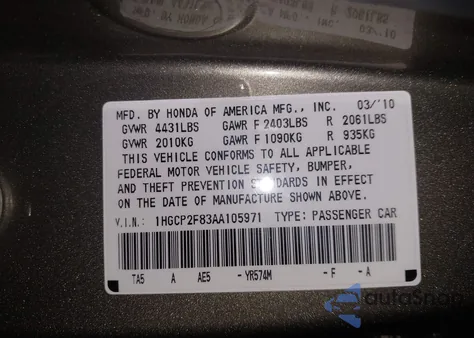 MFD. BY HONDA OF AMERICA MFG., INC. 03/'10
GVWR 4431LBS GAWR F 2403LBS R 2061LBS
GVWR 2010KG GAWR F 1090KG R 935KG
THIS VEHICLE CONFORMS TO ALL APPLICABLE
FEDERAL MOTOR VEHICLE SAFETY, BUMPER,
AND THEFT PREVENTION STANDARDS IN EFFECT
ON THE DATE OF MANUFACTURE SHOWN ABOVE.
V.I.N.: 1HGCP2F83AA105971 TYPE: PASSENGER CAR
TA5 A AE5 - YR574M - F - A